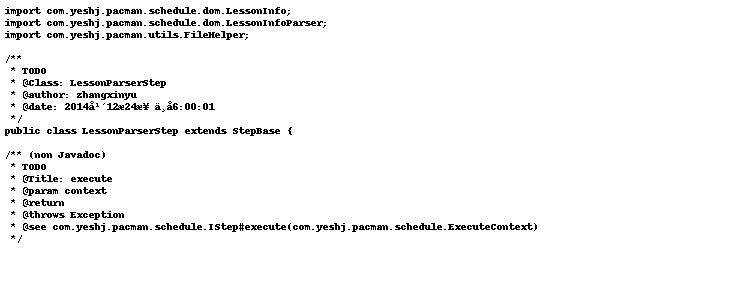 import com.yeshj.pacman.schedule.dom.LessonInfo;
import com.yeshj.pacman.schedule.dom.LessonInfoParser;
import com.yeshj.pacman.utils.FileHelper;

/**
 * TODO
 * @Class: LessonParserStep
 * @author: zhangxinyu
 * @date: 2014å¹´12æ24æ¥ ä¸å6:00:01
 */
public class LessonParserStep extends StepBase {

/** (non Javadoc)
 * TODO
 * @Title: execute
 * @param context
 * @return
 * @throws Exception
 * @see com.yeshj.pacman.schedule.IStep#execute(com.yeshj.pacman.schedule.ExecuteContext)
 */